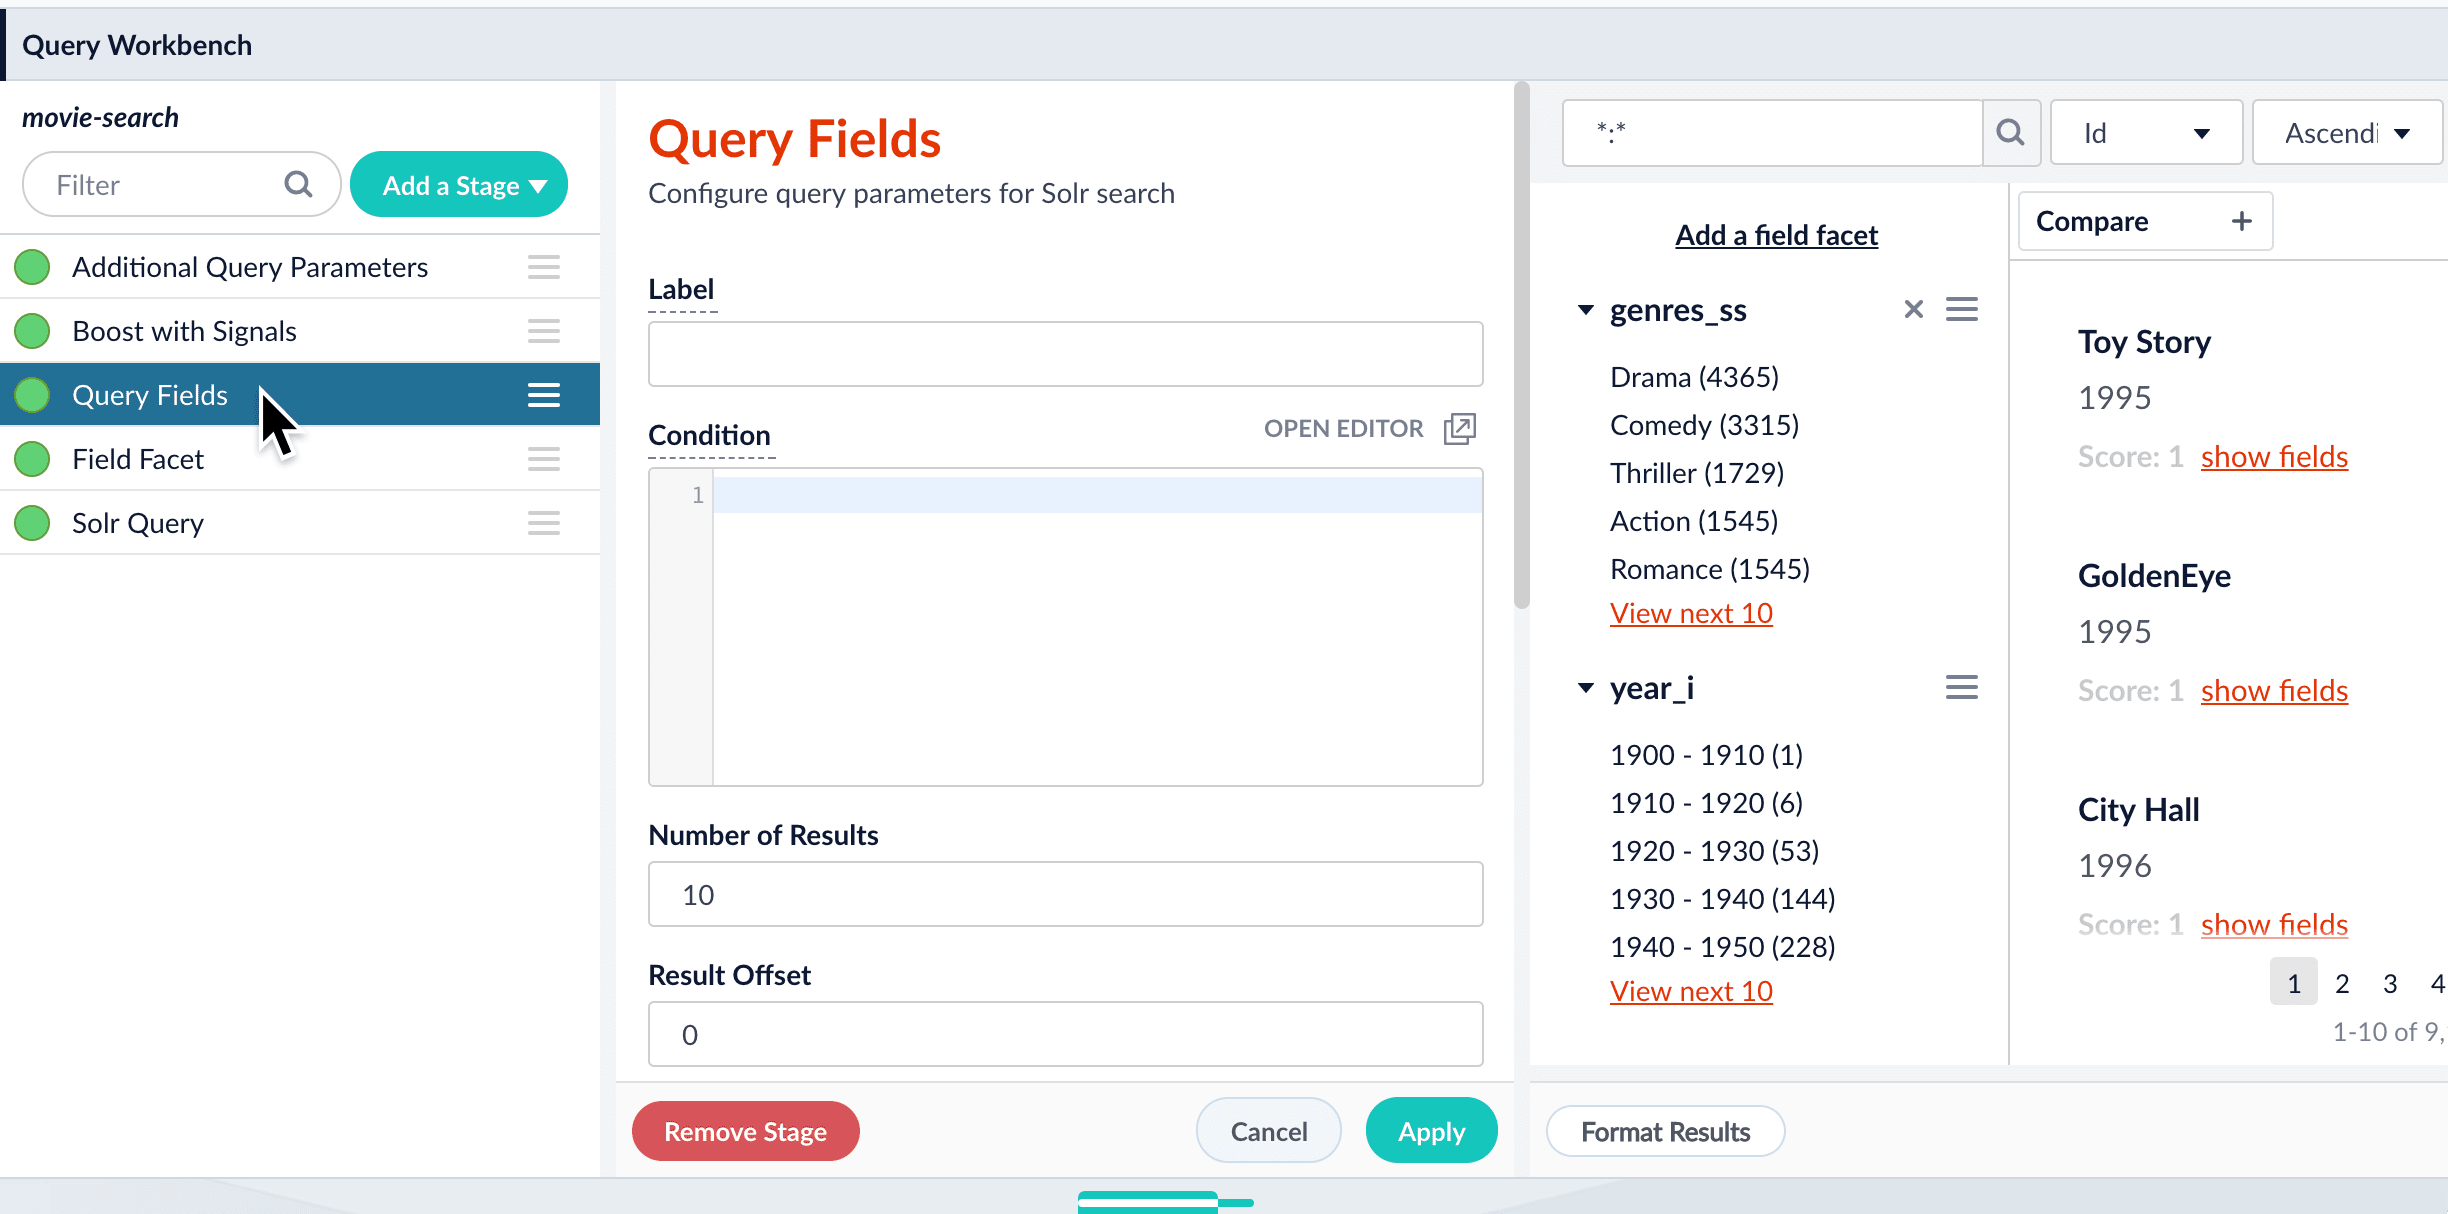 Query Workbench
movie-search
Filter
Add a Stage
Additional Query Parameters
Boost with Signals
Query Fields
Field Facet
Solr Query
Query Fields
Configure query parameters for Solr search
Label
Condition
OPEN EDITOR
1
Number of Results
10
Result Offset
0
Remove Stage
Cancel
Apply
*:*
Id
Ascendi
Add a field facet
genres_ss
Drama (4365)
Comedy (3315)
Thriller (1729)
Action (1545)
Romance (1545)
View next 10
year_i
1900 - 1910 (1)
1910 - 1920 (6)
1920 - 1930 (53)
1930 - 1940 (144)
1940 - 1950 (228)
View next 10
Compare +
Toy Story
1995
Score: 1 show fields
GoldenEye
1995
Score: 1 show fields
City Hall
1996
Score: 1 show fields
1 2 3 4
1-10 of 9,
Format Results